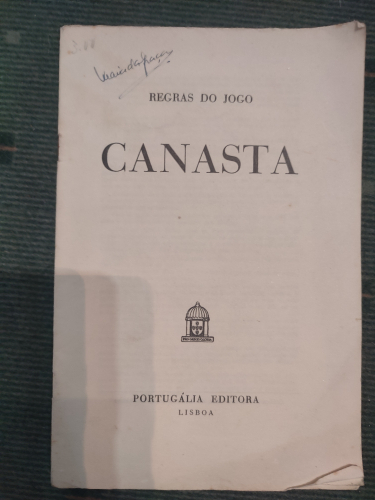 REGRAS DO JOGO
CANASTA
PORTUGÁLIA EDITORA
LISBOA